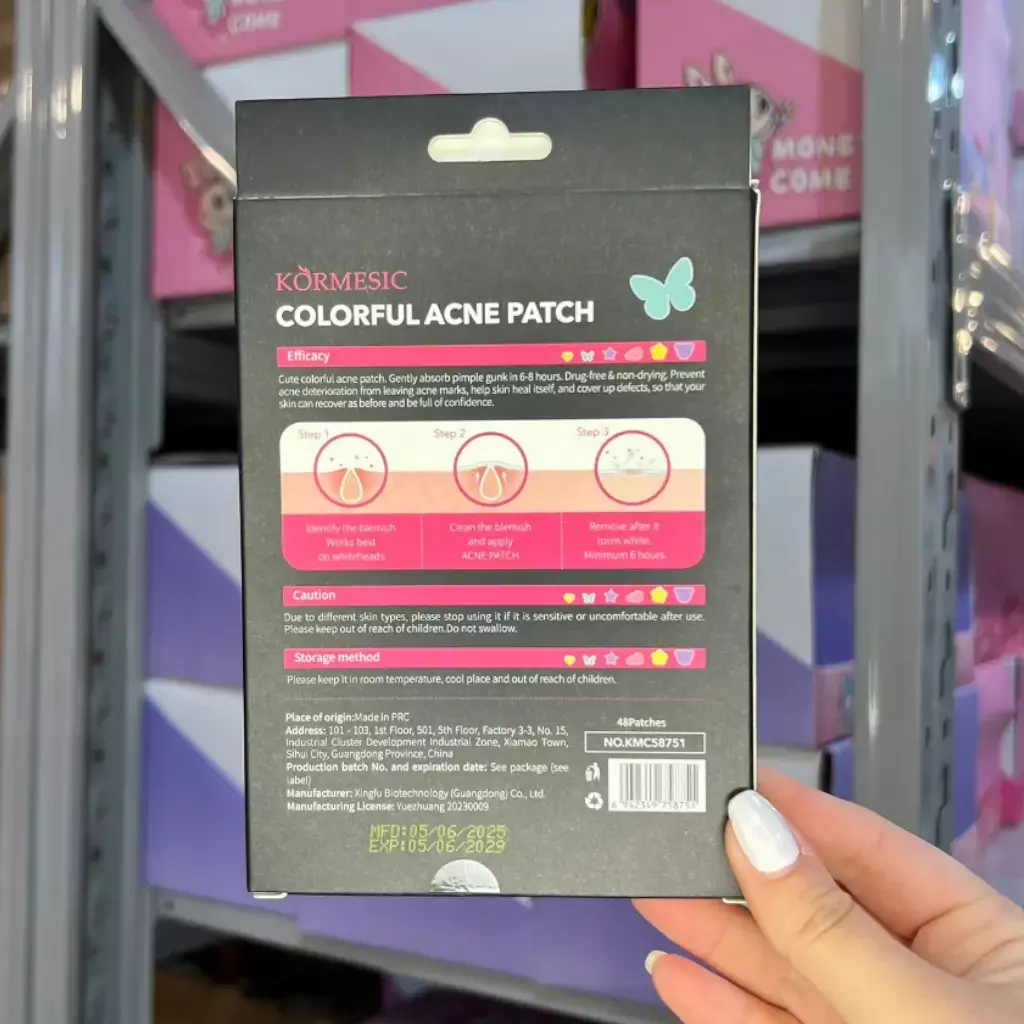 COME
MONE
COME
KORMESIC
COLORFUL ACNE PATCH
Efficacy
Cute colorful acne patch. Gently absorb pimple gunk in 6-8 hours. Drug-free & non-drying. Prevent
acne deterioration from leaving acne marks, help skin heal itself, and cover up defects, so that your
skin can recover as before and be full of confidence.
Step 1 Step 2 Step 3
Identify the blemish
Works best
on whiteheads
Clean the blemish
and apply
ACNE PATCH
Remove after it
turns white.
Minimum 6 hours.
Caution
Due to different skin types, please stop using it if it is sensitive or uncomfortable after use.
Please keep out of reach of children.Do not swallow.
Storage method
Please keep it in room temperature, cool place and out of reach of children.
Place of origin:Made in PRC
Address: 101 - 103, 1st Floor, 501, 5th Floor, Factory 3-3, No. 15,
Industrial Cluster Development Industrial Zone, Xiamao Town,
Sihui City, Guangdong Province, China
Production batch No. and expiration date: See package (see
label)
Manufacturer: Xingfu Biotechnology (Guangdong) Co., Ltd.
Manufacturing License: Yuezhuang 20230009
48Patches
NO.KMCS8751
6 942349 758751
MFD:05/06/2025
EXP:05/06/2029